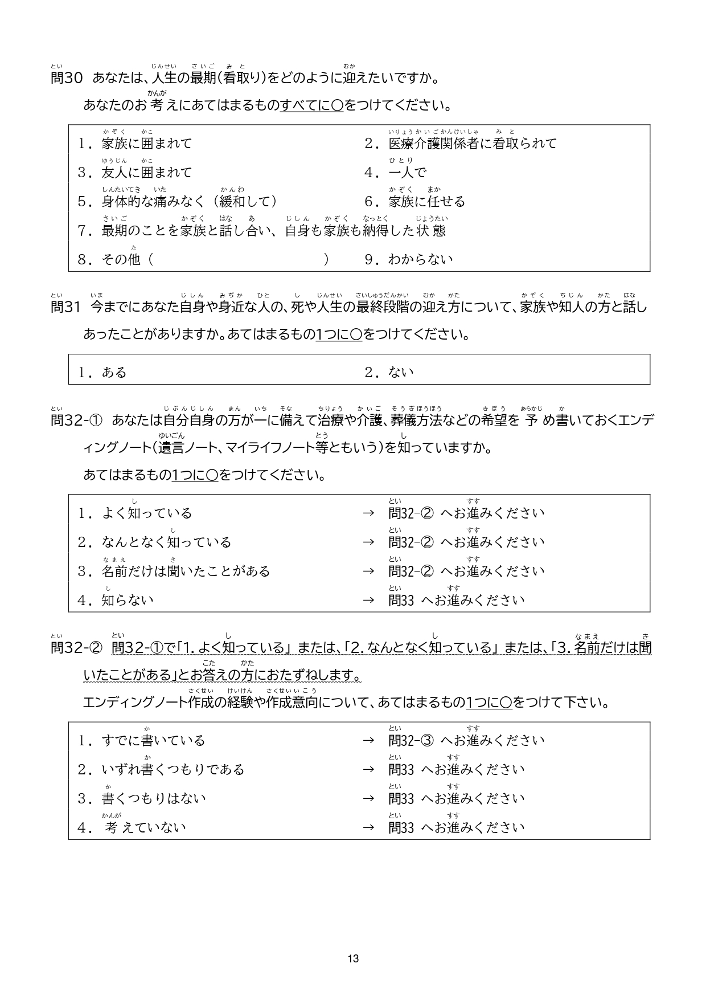 問30 あなたは、人生の最期(看取り)をどのように迎えたいですか。
あなたのお考えにあてはまるものすべてに○をつけてください。
1．家族に囲まれて 2．医療介護関係者に看取られて
3．友人に囲まれて 4．一人で
5．身体的な痛みなく（緩和して） 6．家族に任せる
7．最期のことを家族と話し合い、自身も家族も納得した状態
8．その他（ ） 9．わからない
問31 今までにあなた自身や身近な人の、死や人生の最終段階の迎え方について、家族や知人の方と話し
あったことがありますか。あてはまるもの1つに○をつけてください。
1．ある 2．ない
問32-① あなたは自分自身の万が一に備えて治療や介護、葬儀方法などの希望を予め書いておくエンデ
ィングノート(遺言ノート、マイライフノート等ともいう)を知っていますか。
あてはまるもの1つに○をつけてください。
1．よく知っている → 問32-② へお進みください
2．なんとなく知っている → 問32-② へお進みください
3．名前だけは聞いたことがある → 問32-② へお進みください
4．知らない → 問33 へお進みください
問32-② 問32-①で「1.よく知っている」または、「2.なんとなく知っている」または、「3.名前だけは聞
いたことがある」とお答えの方におたずねします。
エンディングノート作成の経験や作成意向について、あてはまるもの1つに○をつけて下さい。
1．すでに書いている → 問32-③ へお進みください
2．いずれ書くつもりである → 問33 へお進みください
3．書くつもりはない → 問33 へお進みください
4．考えていない → 問33 へお進みください
13